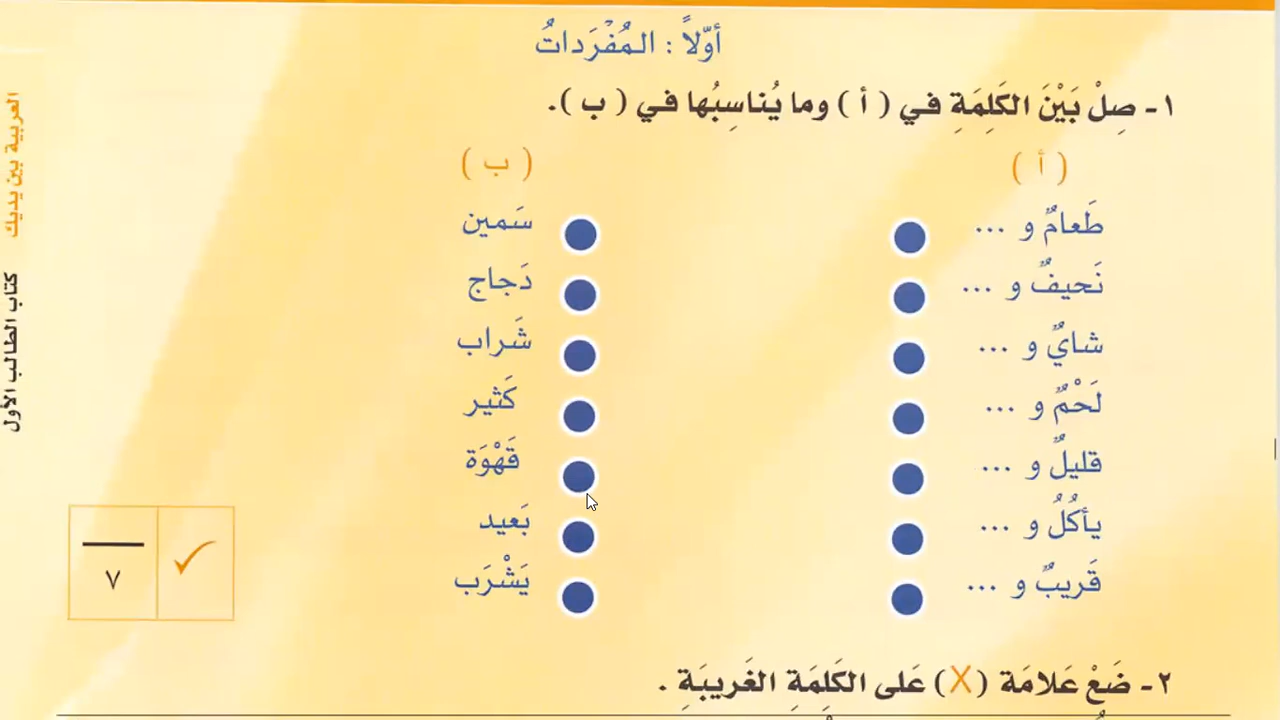 أوّلاً : المُفْرَداتُ
١- صِلْ بَيْنَ الكَلِمَةِ في ( أ ) وما يُناسِبُها في ( ب ).
( أ ) ( ب )
طَعامٌ و ... سَمين
نَحيفٌ و ... دَجاج
شايٌ و ... شَراب
لَحْمٌ و ... كَثير
قليلٌ و ... قَهْوَة
يأكُلُ و ... بَعيد
قَريبٌ و ... يَشْرَب
٧
٢- ضَعْ عَلامَة (X) عَلى الكَلِمَةِ الغَريبَةِ .
العربية بين يديك
كتاب الطالب الأول